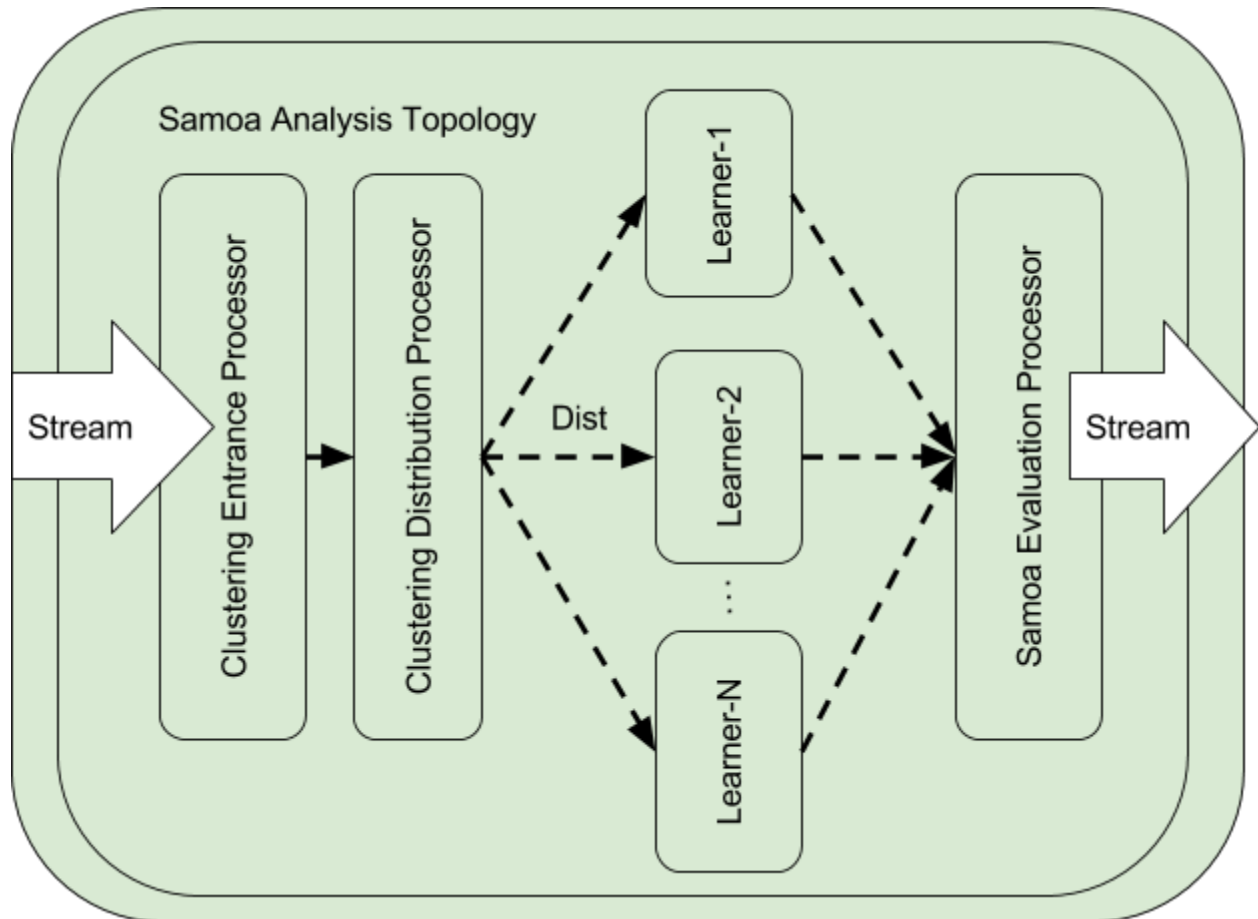 Samoa Analysis Topology
Stream
Clustering Entrance Processor
Clustering Distribution Processor
Dist
Learner-1
Learner-2
...
Learner-N
Samoa Evaluation Processor
Stream